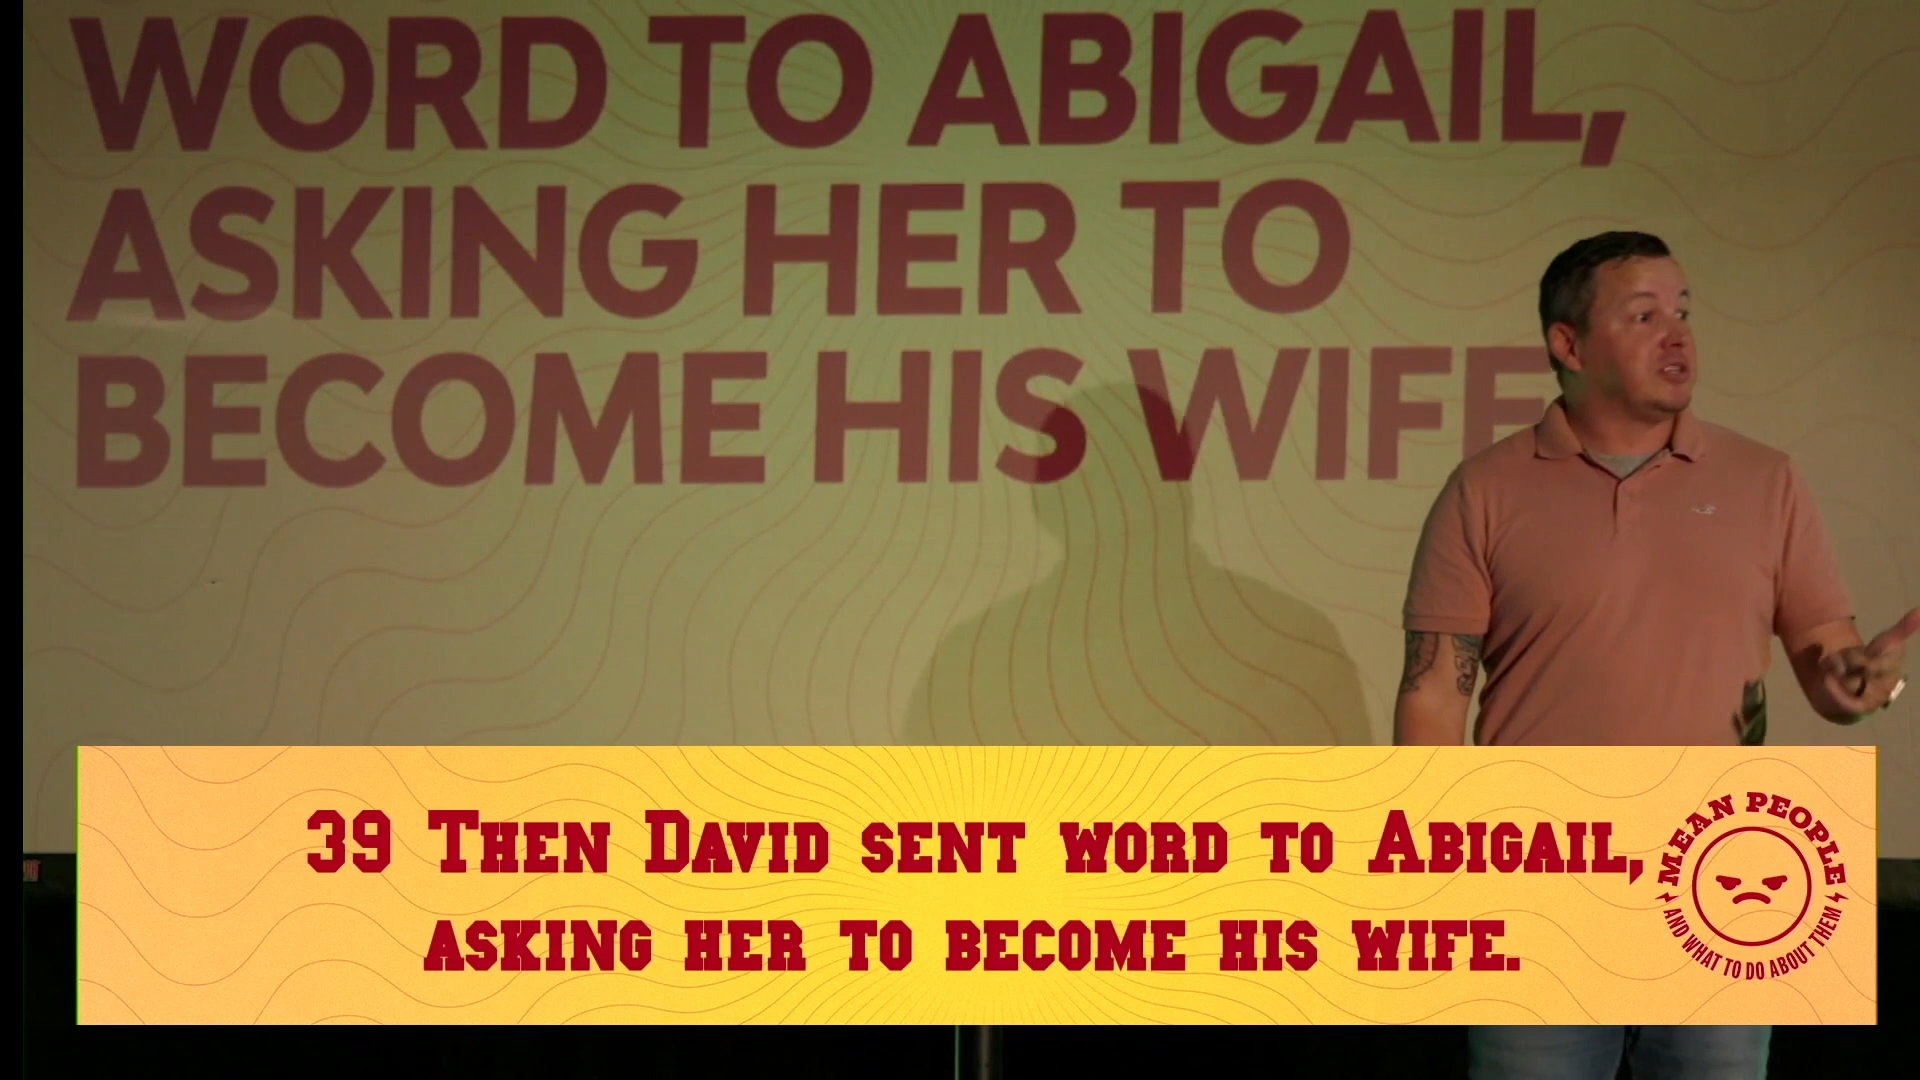 WORD TO ABIGAIL,
ASKING HER TO
BECOME HIS WIFE
39 Then David sent word to Abigail,
asking her to become his wife.
MEAN PEOPLE
AND WHAT TO DO ABOUT THEM